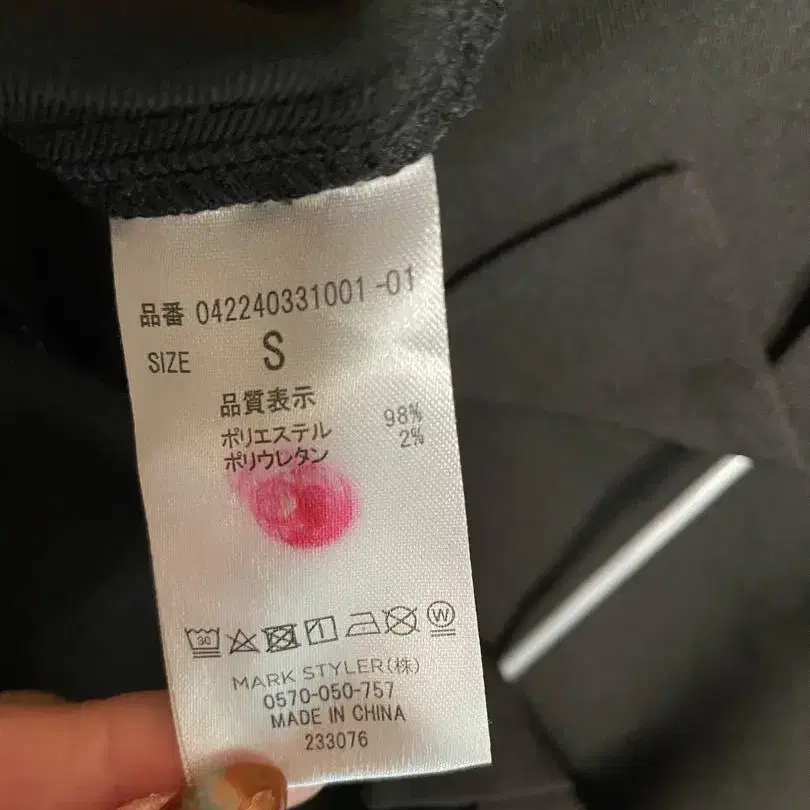 品番 042240331001-01
SIZE S
品質表示
ポリエステル 98%
ポリウレタン 2%
30
W
MARK STYLER(株)
0570-050-757
MADE IN CHINA
233076